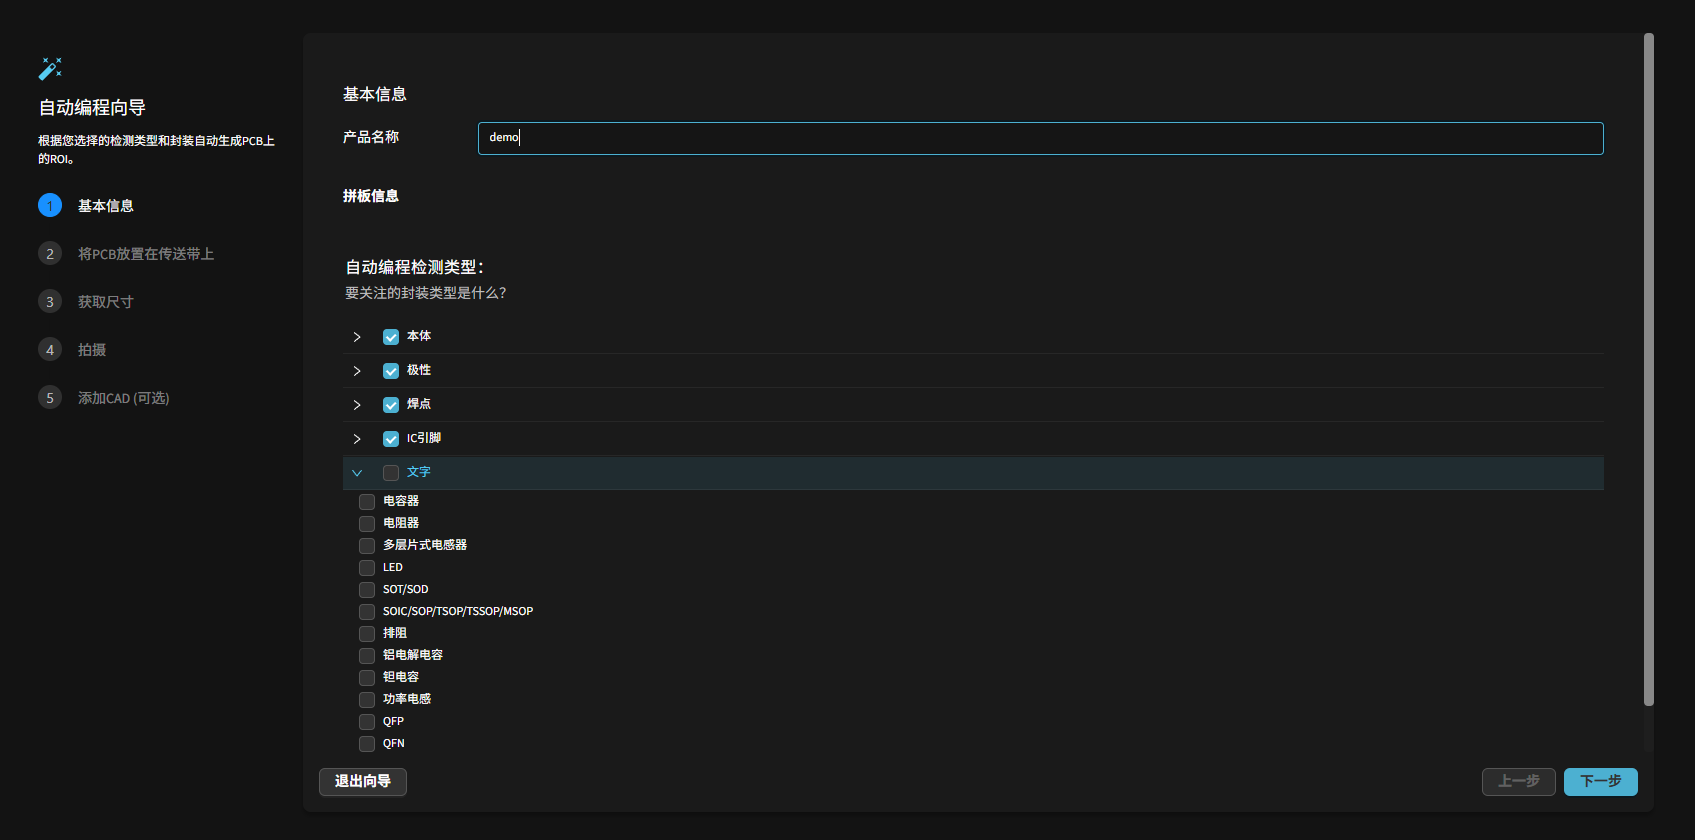 自动编程向导
根据您选择的检测类型和封装自动生成PCB上
的ROI。
1 基本信息
2 将PCB放置在传送带上
3 获取尺寸
4 拍摄
5 添加CAD (可选)
基本信息
产品名称 demo
拼板信息
自动编程检测类型：
要关注的封装类型是什么？
本体
极性
焊点
IC引脚
文字
电容器
电阻器
多层片式电感器
LED
SOT/SOD
SOIC/SOP/TSOP/TSSOP/MSOP
排阻
铝电解电容
钽电容
功率电感
QFP
QFN
退出向导 上一步 下一步